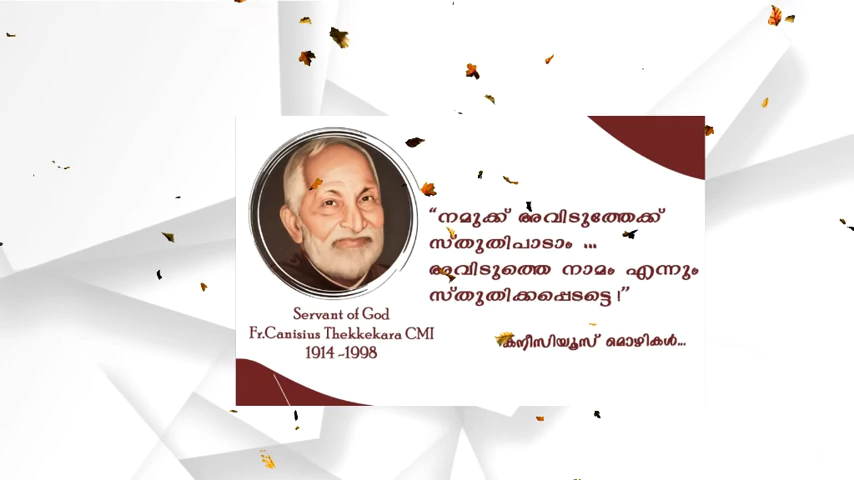 Servant of God
Fr.Canisius Thekkekara CMI
1914 -1998
“നമുക്ക് അവിടുത്തേക്ക്
സ്തുതിപാടാം ...
അവിടുത്തെ നാമം എന്നും
സ്തുതിക്കപ്പെടട്ടെ !”
കനീസിയൂസ് മൊഴികൾ...